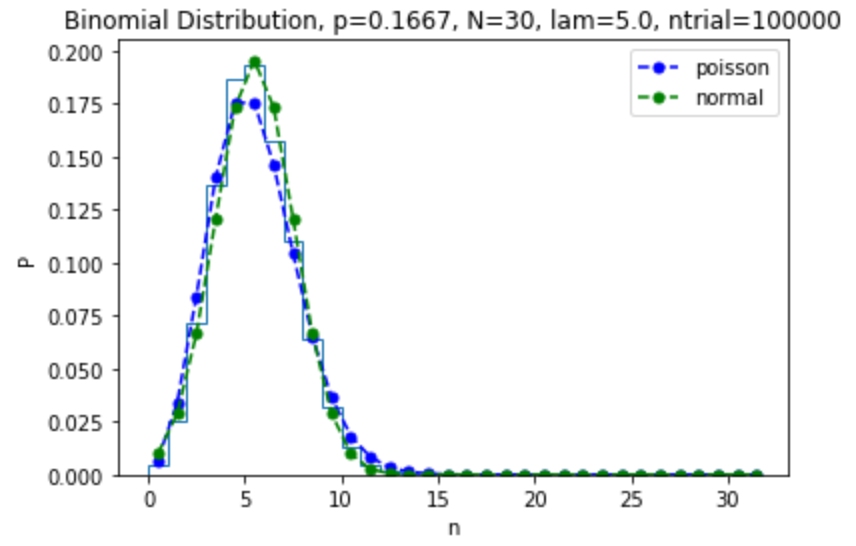 Binomial Distribution, p=0.1667, N=30, lam=5.0, ntrial=100000
poisson
normal
0.200
0.175
0.150
0.125
0.100
0.075
0.050
0.025
0.000
P
0 5 10 15 20 25 30
n